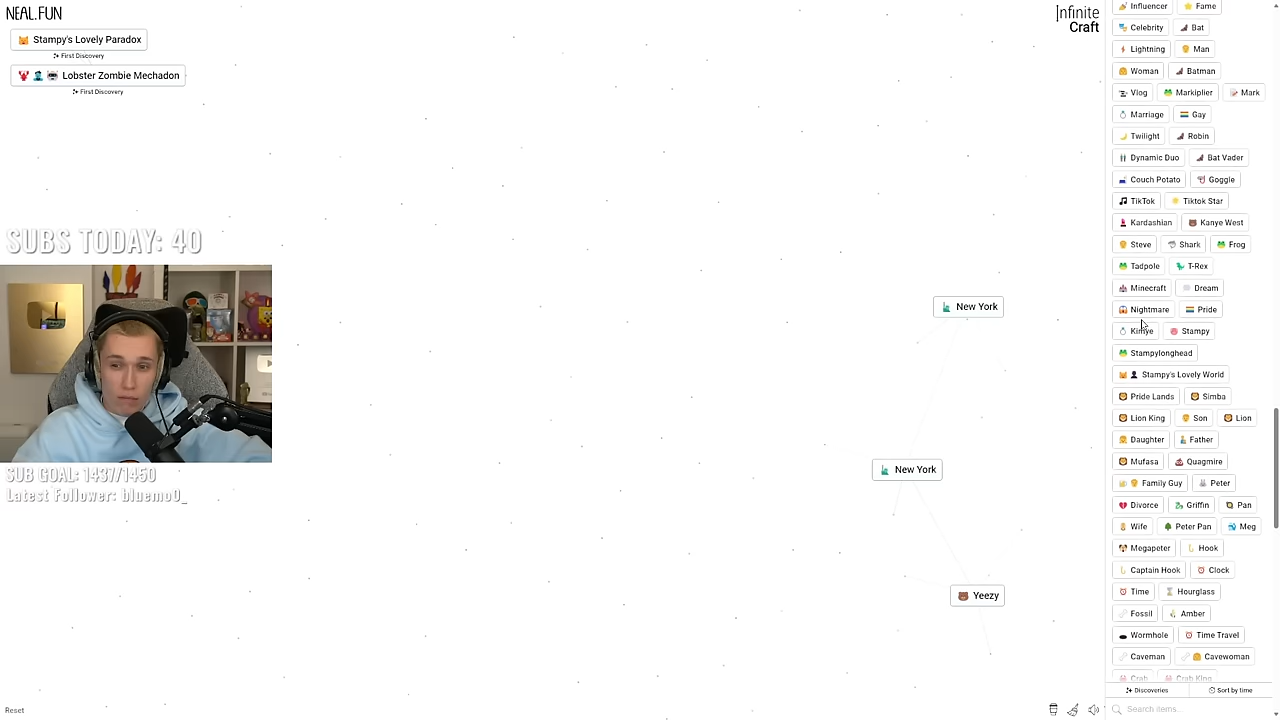 NEAL.FUN
Infinite
Craft
Stampy's Lovely Paradox
First Discovery
Lobster Zombie Mechadon
First Discovery
SUBS TODAY: 40
SUB GOAL: 1437/1450
Latest Follower: bluemo0_
New York
New York
Yeezy
Reset
Influencer Fame
Celebrity Bat
Lightning Man
Woman Batman
Vlog Markiplier Mark
Marriage Gay
Twilight Robin
Dynamic Duo Bat Vader
Couch Potato Goggle
TikTok Tiktok Star
Kardashian Kanye West
Steve Shark Frog
Tadpole T-Rex
Minecraft Dream
Nightmare Pride
Kimye Stampy
Stampylonghead
Stampy's Lovely World
Pride Lands Simba
Lion King Son Lion
Daughter Father
Mufasa Quagmire
Family Guy Peter
Divorce Griffin Pan
Wife Peter Pan Meg
Megapeter Hook
Captain Hook Clock
Time Hourglass
Fossil Amber
Wormhole Time Travel
Caveman Cavewoman
Crab Crab King
Discoveries Sort by time
Search items...